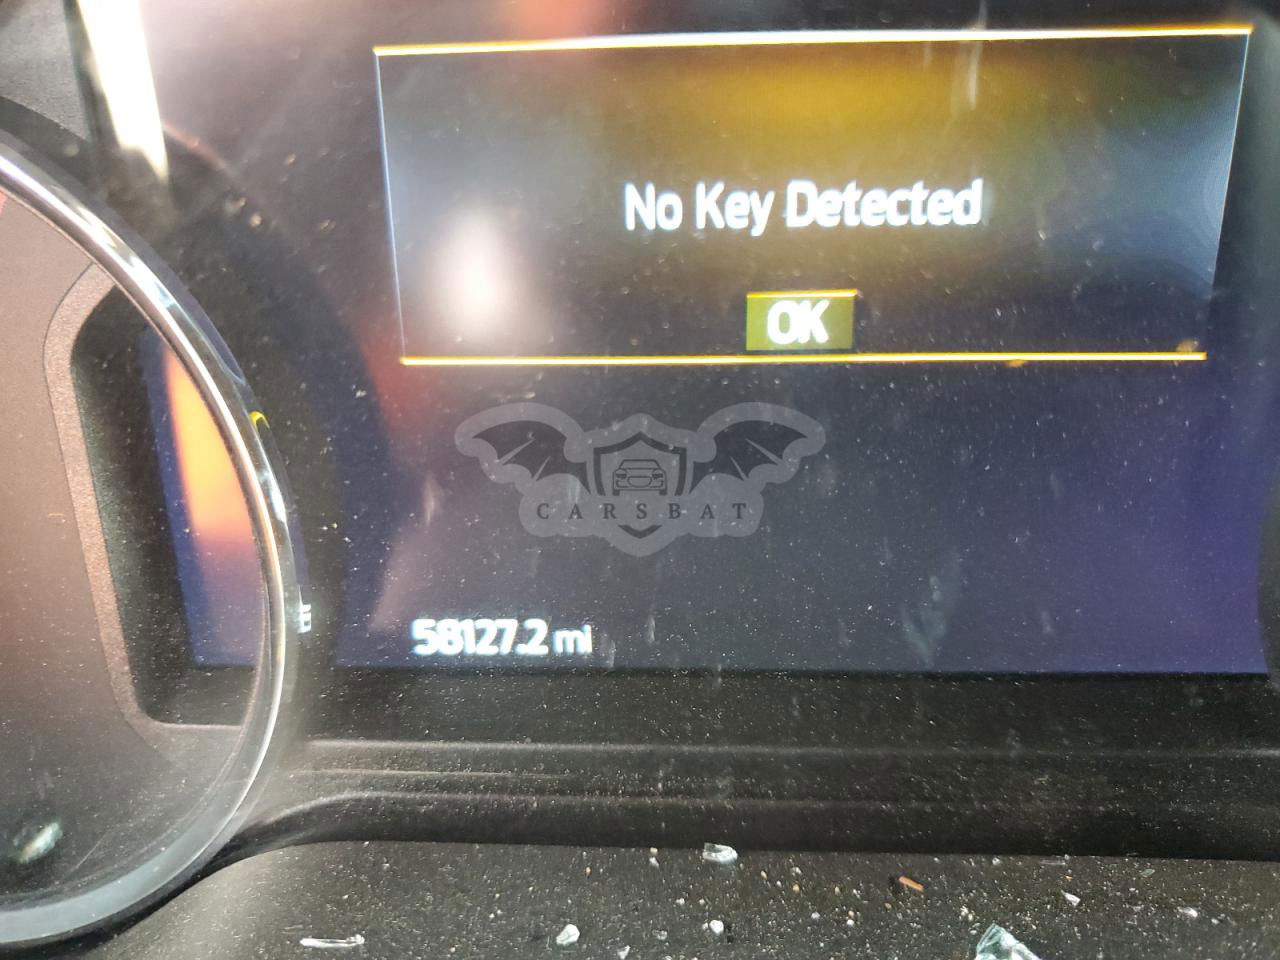 No Key Detected
OK
CARSBAT
58127.2 mi
E